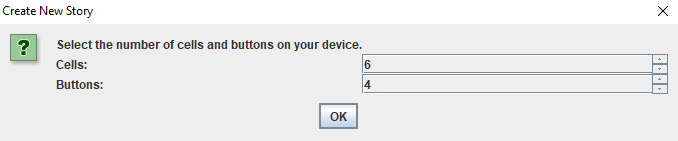 Create New Story
Select the number of cells and buttons on your device.
Cells: 6
Buttons: 4
OK